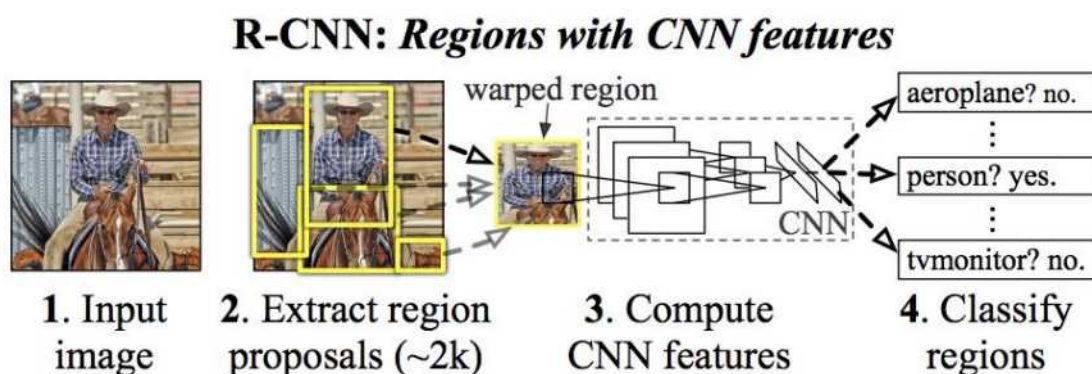 R-CNN: Regions with CNN features
warped region
aeroplane? no.
person? yes.
tvmonitor? no.
CNN
1. Input
image
2. Extract region
proposals (~2k)
3. Compute
CNN features
4. Classify
regions